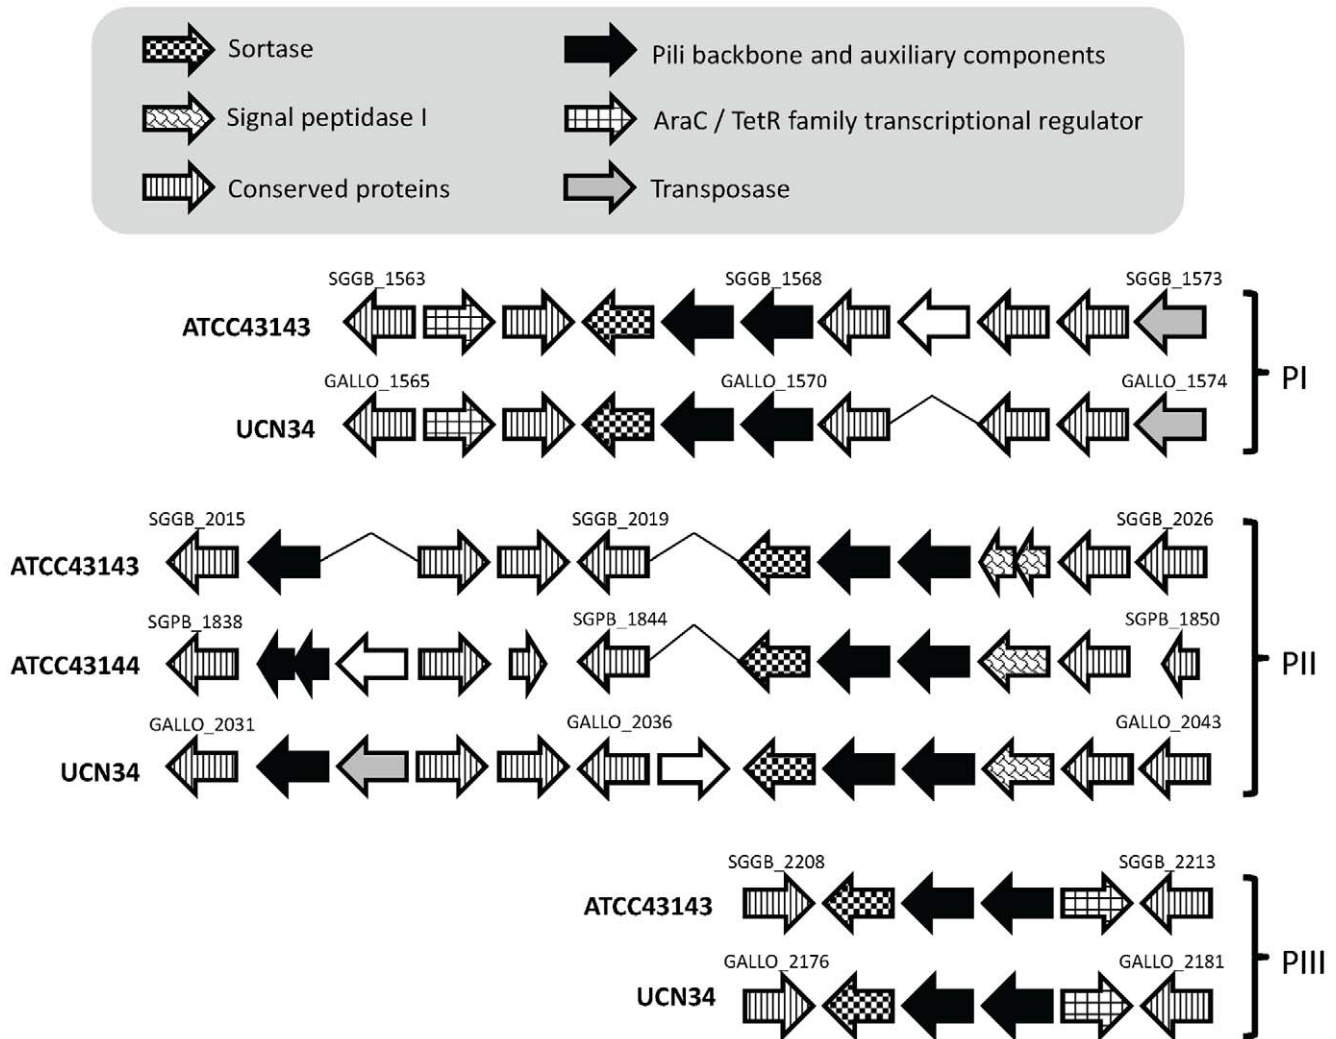 Sortase
Pili backbone and auxiliary components
Signal peptidase I
AraC / TetR family transcriptional regulator
Conserved proteins
Transposase
SGGB_1563
SGGB_1568
SGGB_1573
ATCC43143
GALLO_1565
GALLO_1570
GALLO_1574
UCN34
PI
SGGB_2015
SGGB_2019
SGGB_2026
ATCC43143
SGPB_1838
SGPB_1844
SGPB_1850
ATCC43144
PII
GALLO_2031
GALLO_2036
GALLO_2043
UCN34
SGGB_2208
SGGB_2213
ATCC43143
GALLO_2176
GALLO_2181
UCN34
PIII